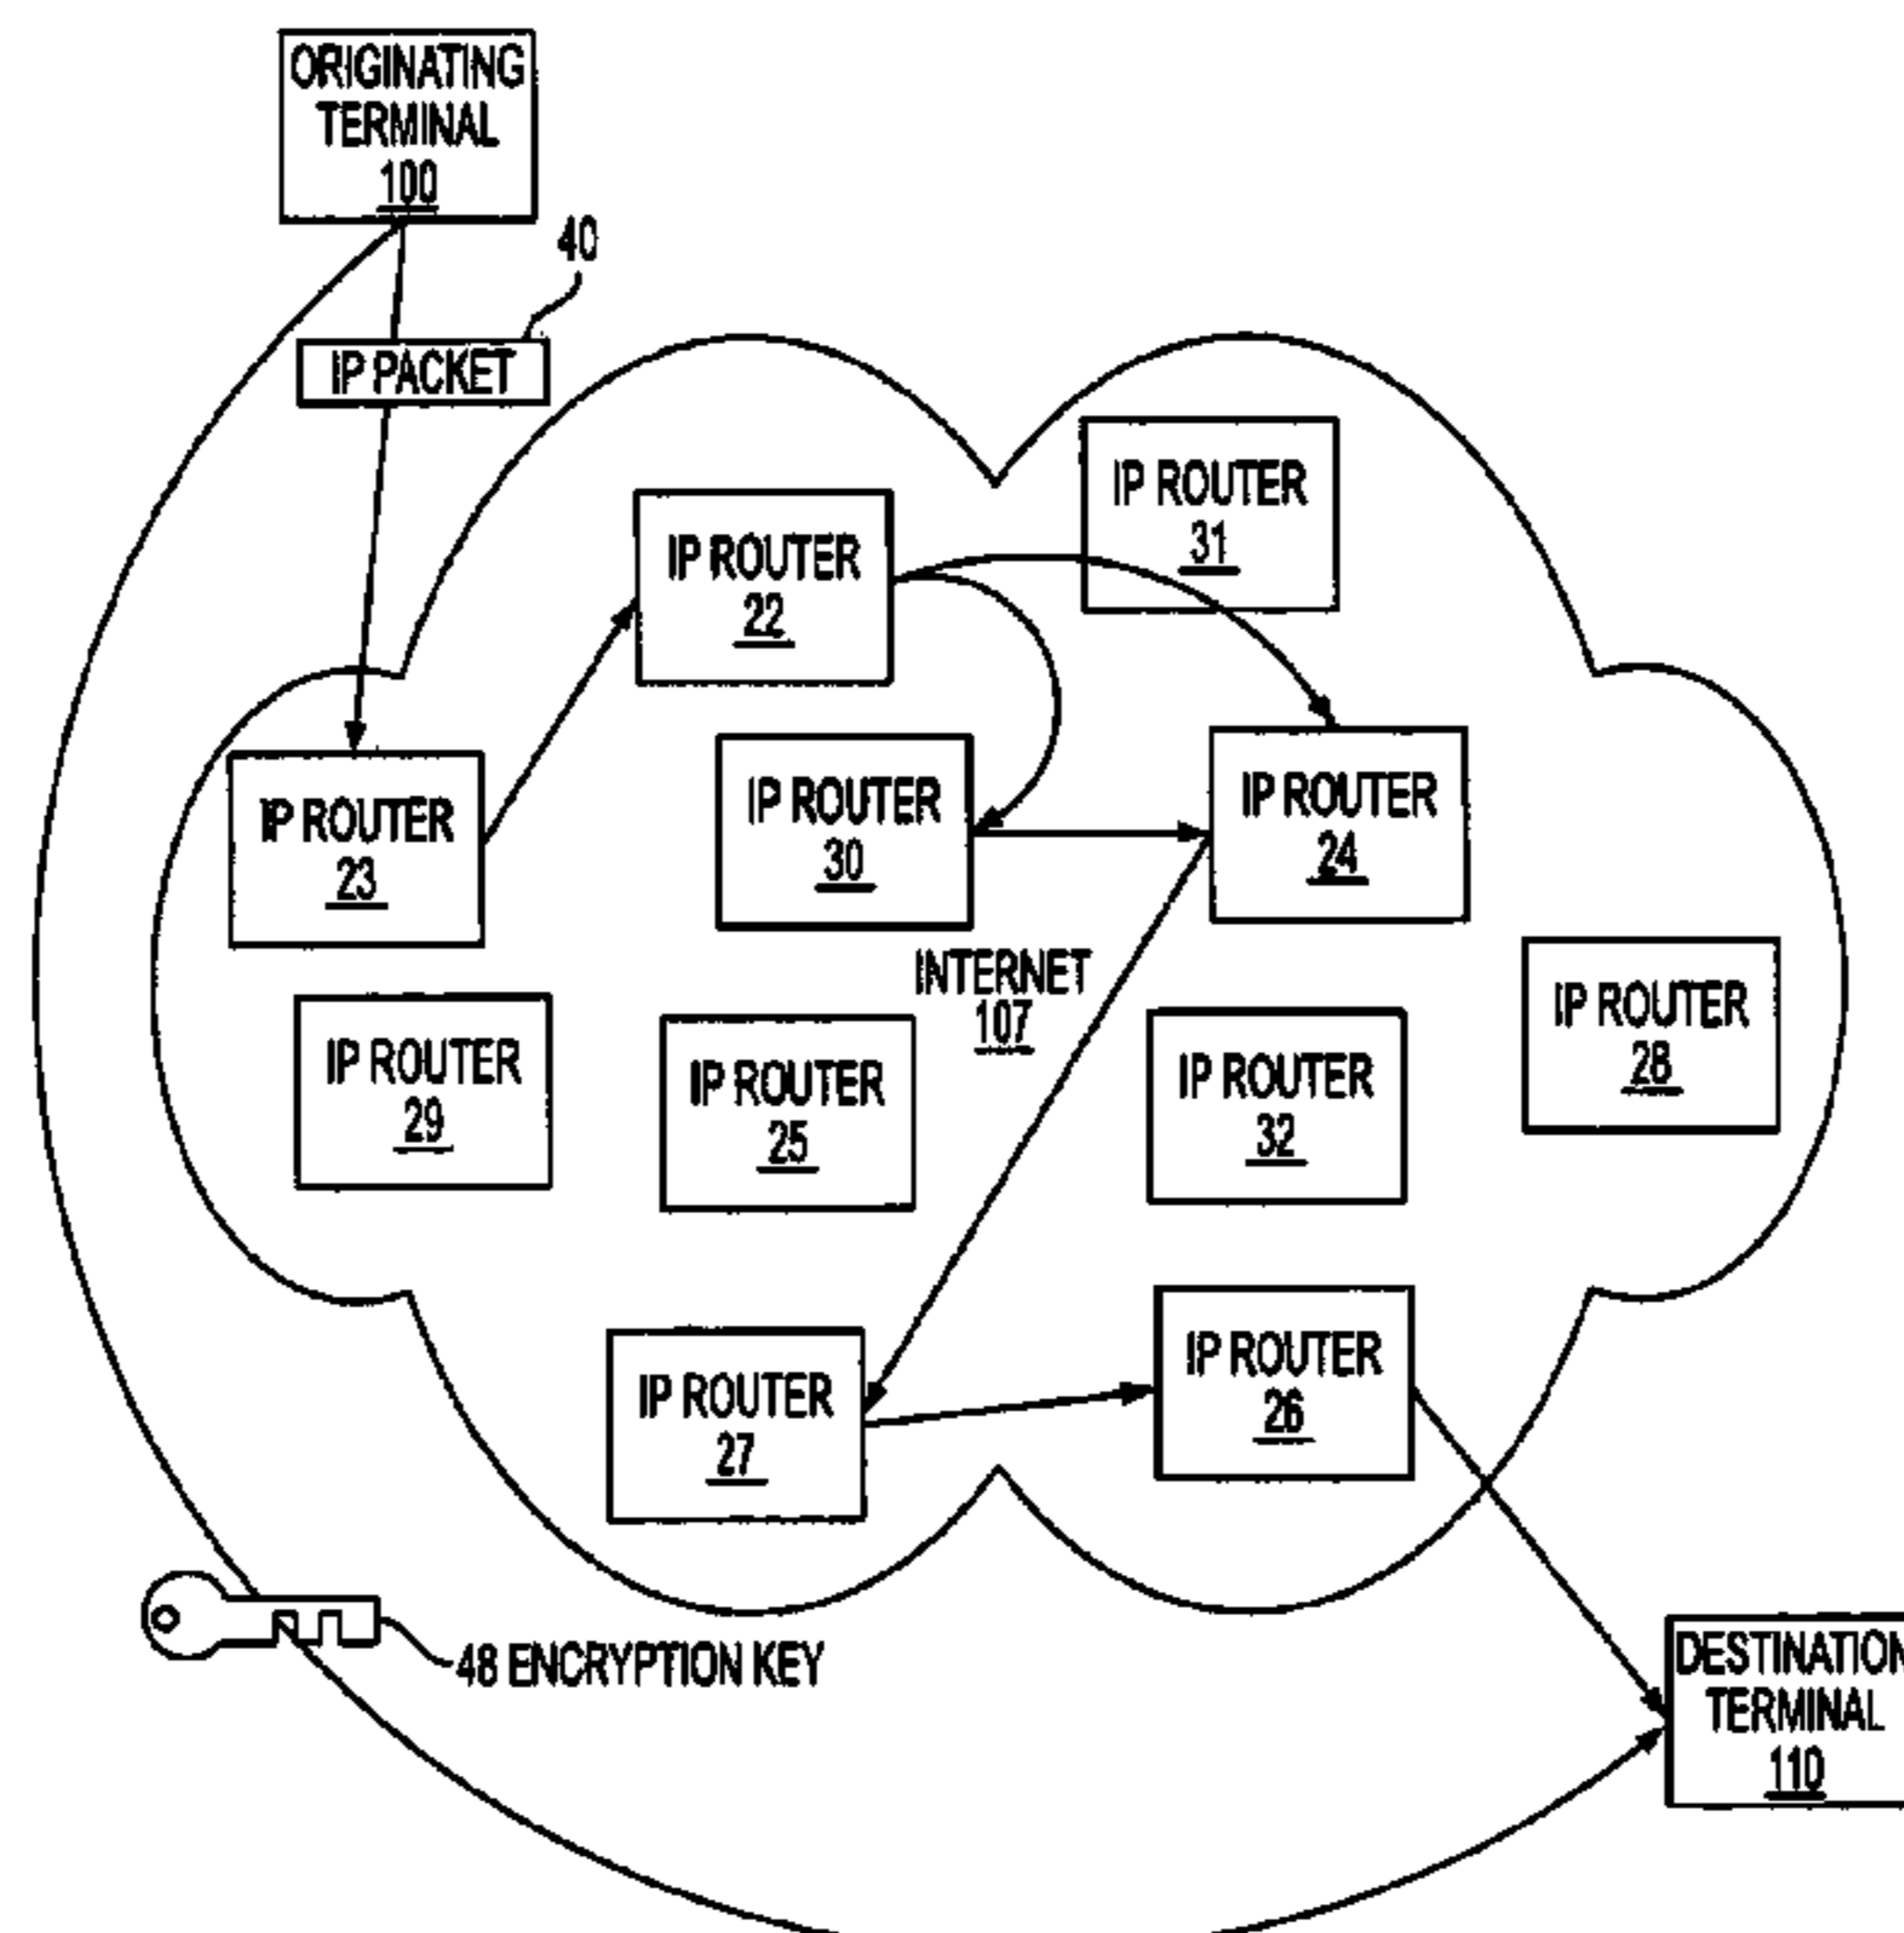 ORIGINATING
TERMINAL
100
40
IP PACKET
IP ROUTER
31
IP ROUTER
22
IP ROUTER
23
IP ROUTER
30
IP ROUTER
24
INTERNET
107
IP ROUTER
29
IP ROUTER
25
IP ROUTER
32
IP ROUTER
28
IP ROUTER
27
IP ROUTER
26
48 ENCRYPTION KEY
DESTINATION
TERMINAL
110